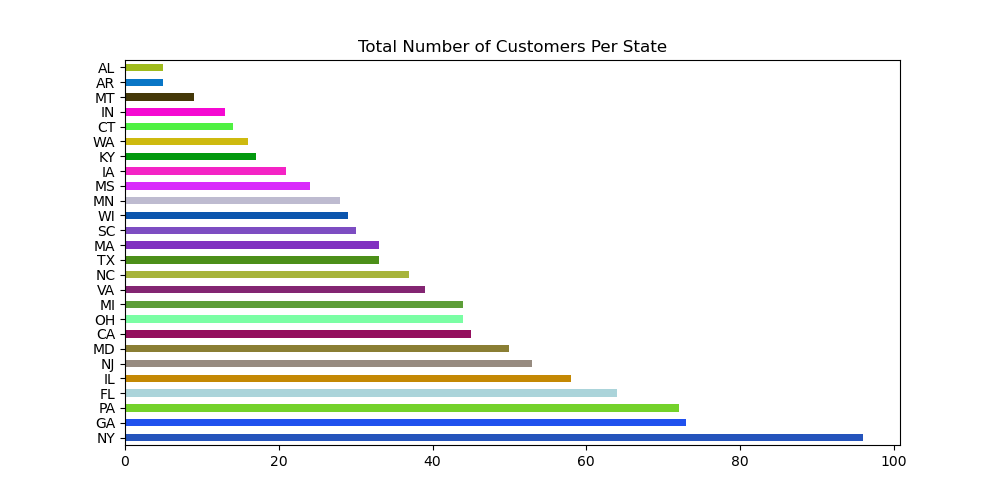 Total Number of Customers Per State
AL
AR
MT
IN
CT
WA
KY
IA
MS
MN
WI
SC
MA
TX
NC
VA
MI
OH
CA
MD
NJ
IL
FL
PA
GA
NY
0 20 40 60 80 100